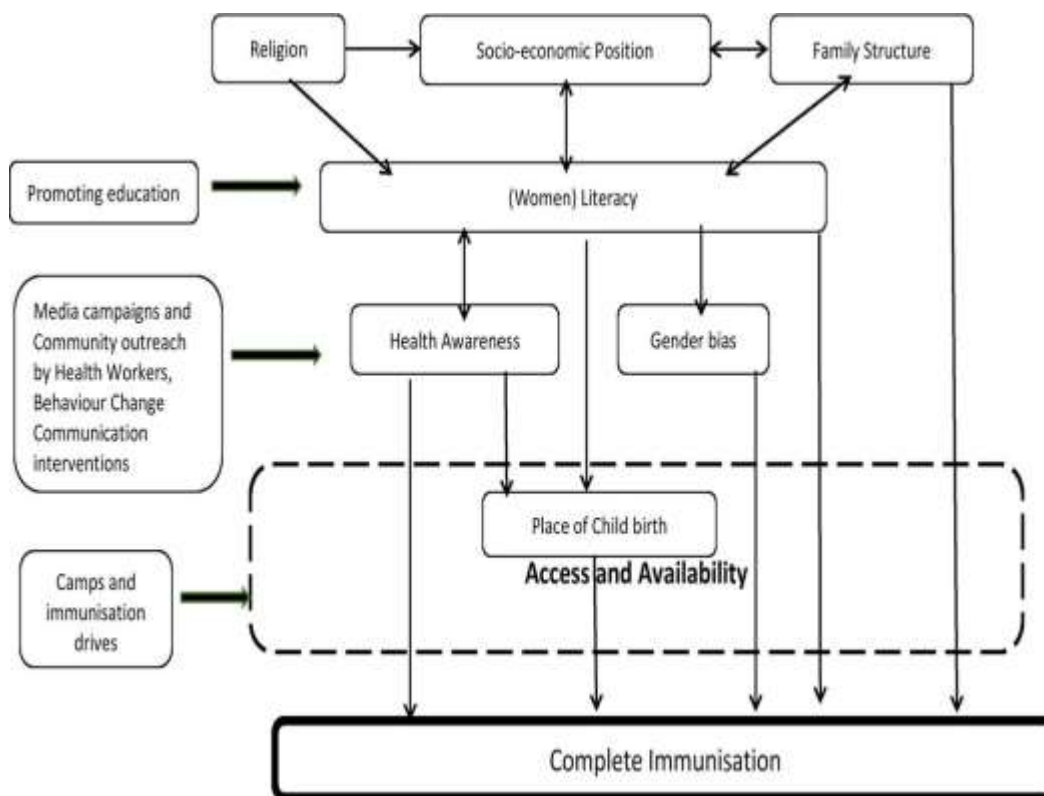 Religion
Socio-economic Position
Family Structure
Promoting education
(Women) Literacy
Media campaigns and
Community outreach
by Health Workers,
Behaviour Change
Communication
interventions
Health Awareness
Gender bias
Place of Child birth
Access and Availability
Camps and
immunisation
drives
Complete Immunisation